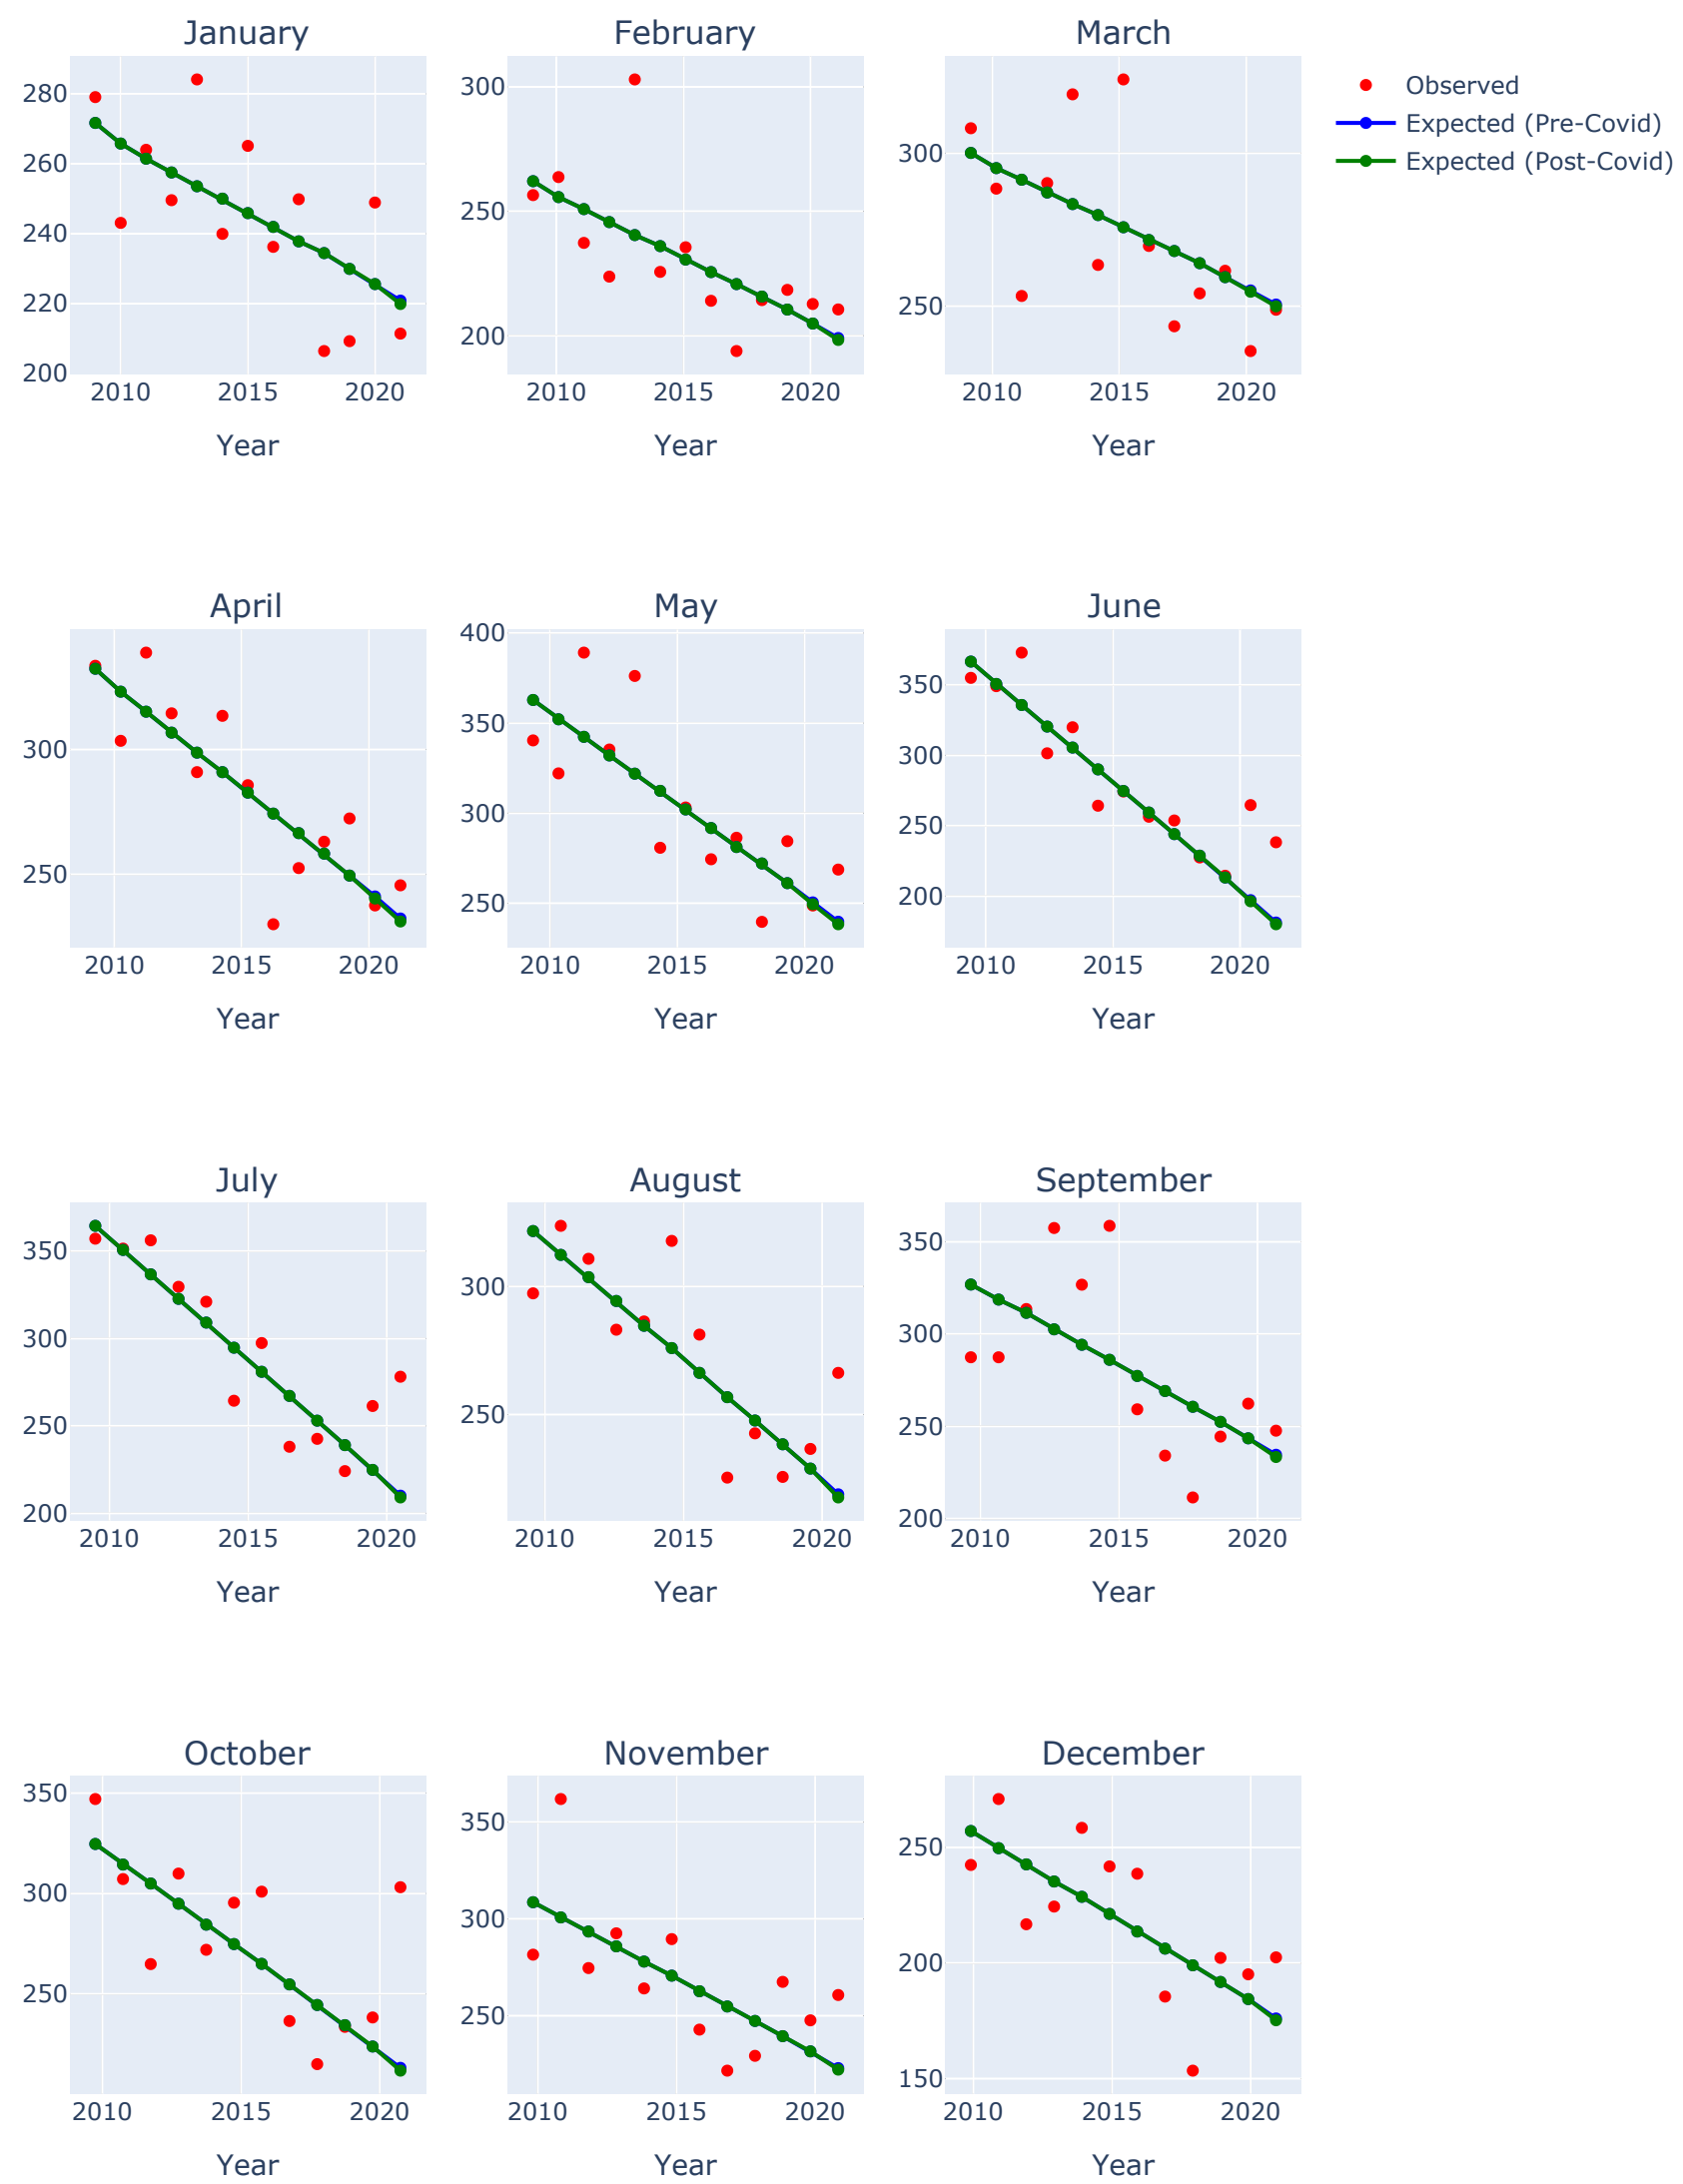 January February March
280
260
240
220
200
2010 2015 2020
Year
300
250
200
2010 2015 2020
Year
300
250
2010 2015 2020
Year
Observed
Expected (Pre-Covid)
Expected (Post-Covid)
April May June
300
250
2010 2015 2020
Year
400
350
300
250
2010 2015 2020
Year
350
300
250
200
2010 2015 2020
Year
July August September
350
300
250
200
2010 2015 2020
Year
300
250
2010 2015 2020
Year
350
300
250
200
2010 2015 2020
Year
October November December
350
300
250
2010 2015 2020
Year
350
300
250
2010 2015 2020
Year
250
200
150
2010 2015 2020
Year